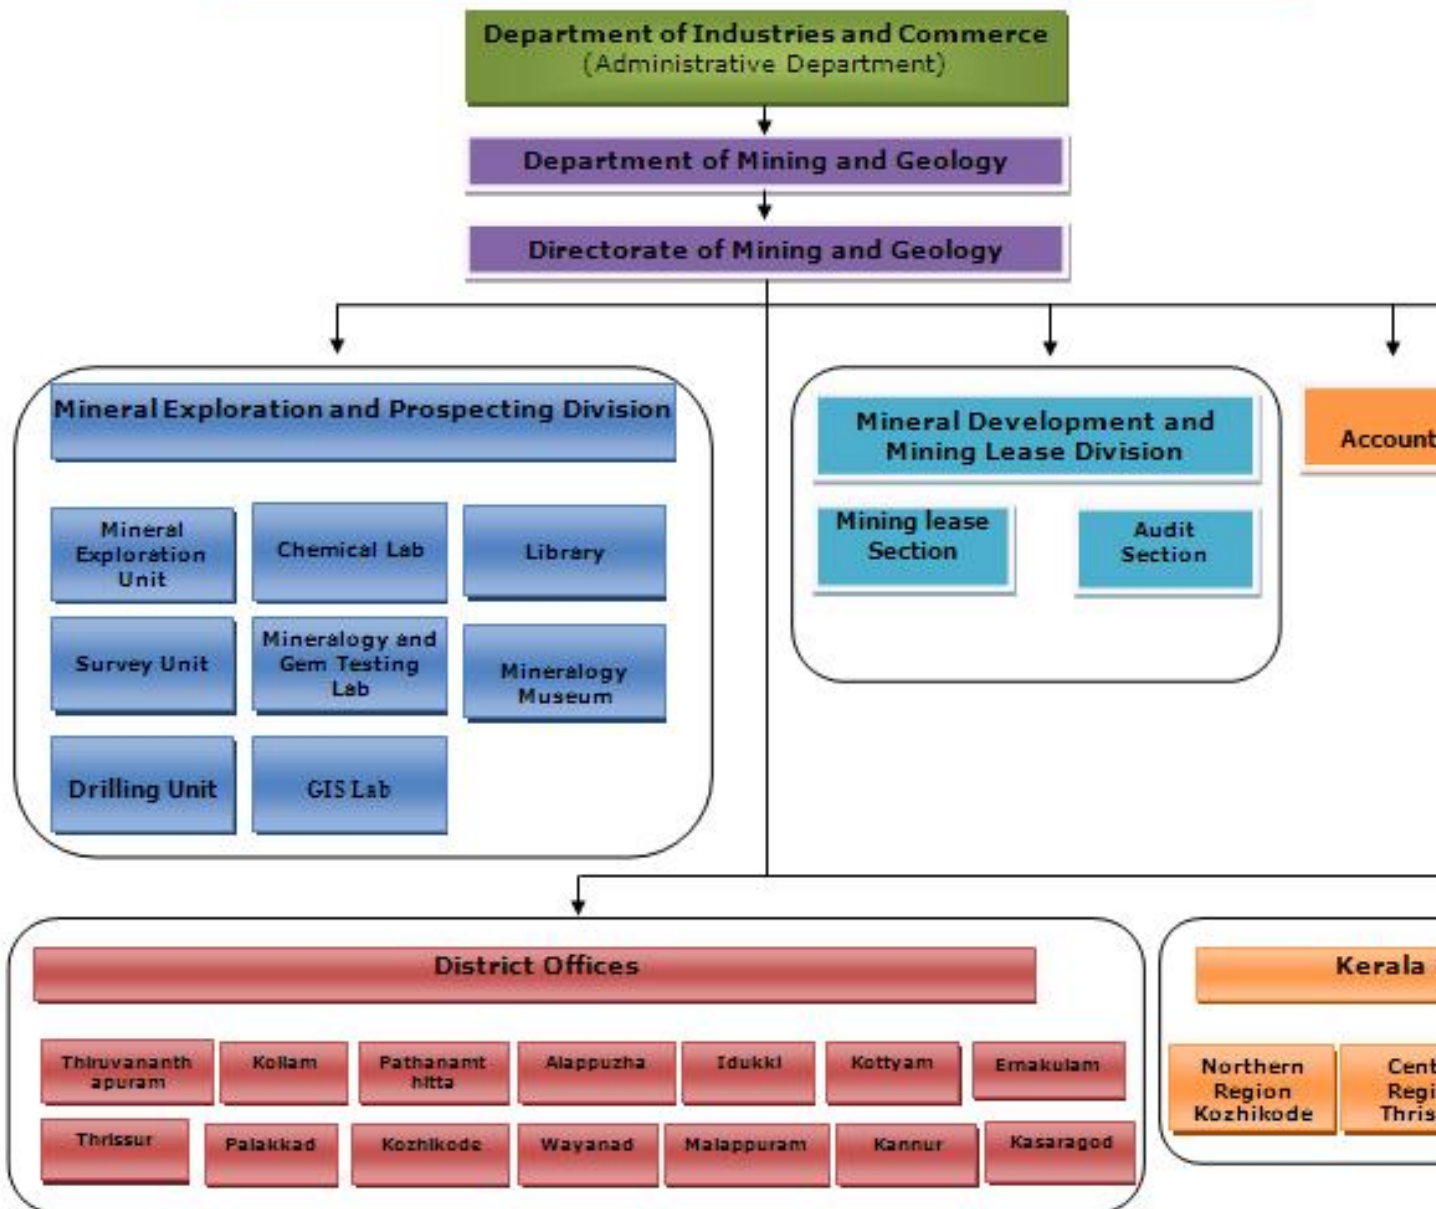 Department of Industries and Commerce
(Administrative Department)
Department of Mining and Geology
Directorate of Mining and Geology
Mineral Exploration and Prospecting Division
Mineral
Exploration
Unit
Chemical Lab
Library
Survey Unit
Mineralogy and
Gem Testing
Lab
Mineralogy
Museum
Drilling Unit
GIS Lab
Mineral Development and
Mining Lease Division
Mining lease
Section
Audit
Section
Account
District Offices
Thiruvananth
apuram
Kollam
Pathanamt
hitta
Alappuzha
Idukki
Kottyam
Ernakulam
Thrissur
Palakkad
Kozhikode
Wayanad
Malappuram
Kannur
Kasaragod
Kerala
Northern
Region
Kozhikode
Cent
Regi
Thris